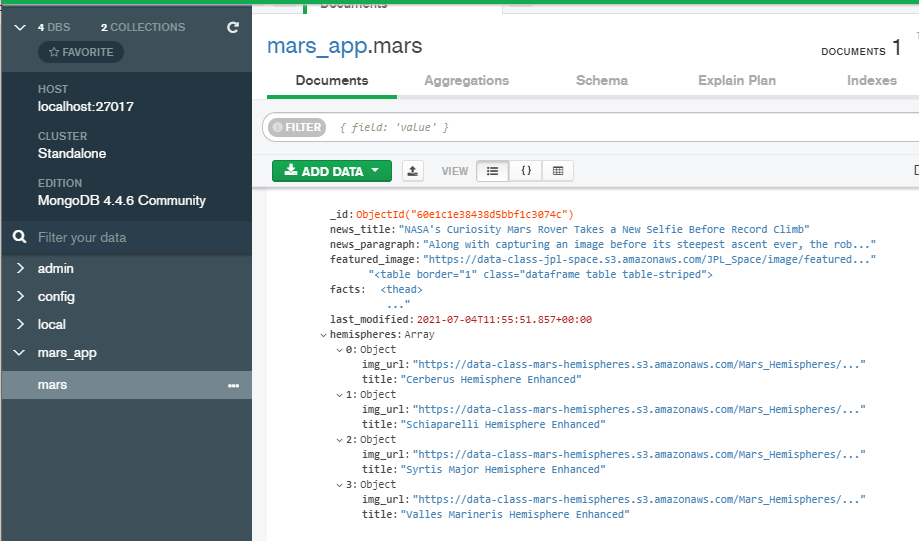 Documents
4 DBS 2 COLLECTIONS
☆ FAVORITE
HOST
localhost:27017
CLUSTER
Standalone
EDITION
MongoDB 4.4.6 Community
Filter your data
admin
config
local
mars_app
mars
mars_app.mars
DOCUMENTS 1
Documents Aggregations Schema Explain Plan Indexes
FILTER { field: 'value' }
ADD DATA VIEW {}
_id: ObjectId("60e1c1e38438d5bbf1c3074c")
news_title: "NASA's Curiosity Mars Rover Takes a New Selfie Before Record Climb"
news_paragraph: "Along with capturing an image before its steepest ascent ever, the rob..."
featured_image: "https://data-class-jpl-space.s3.amazonaws.com/JPL_Space/image/featured..."
"<table border="1" class="dataframe table table-striped">
facts: <thead>
..."
last_modified: 2021-07-04T11:55:51.857+00:00
hemispheres: Array
0: Object
img_url: "https://data-class-mars-hemispheres.s3.amazonaws.com/Mars_Hemispheres/..."
title: "Cerberus Hemisphere Enhanced"
1: Object
img_url: "https://data-class-mars-hemispheres.s3.amazonaws.com/Mars_Hemispheres/..."
title: "Schiaparelli Hemisphere Enhanced"
2: Object
img_url: "https://data-class-mars-hemispheres.s3.amazonaws.com/Mars_Hemispheres/..."
title: "Syrtis Major Hemisphere Enhanced"
3: Object
img_url: "https://data-class-mars-hemispheres.s3.amazonaws.com/Mars_Hemispheres/..."
title: "Valles Marineris Hemisphere Enhanced"